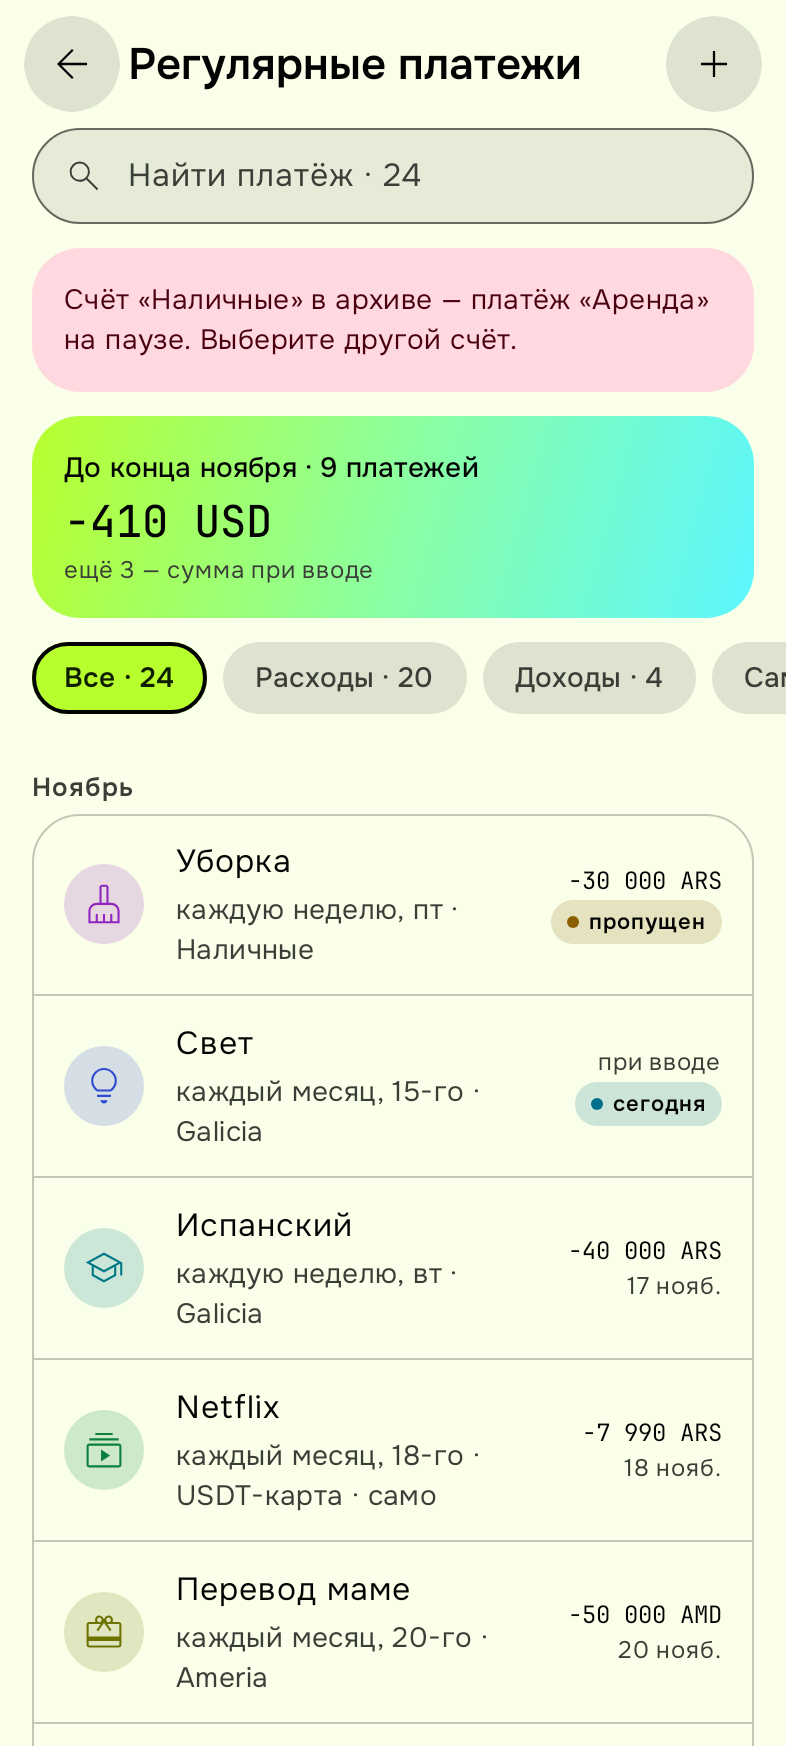 Регулярные платежи
Найти платёж · 24
Счёт «Наличные» в архиве — платёж «Аренда»
на паузе. Выберите другой счёт.
До конца ноября · 9 платежей
-410 USD
ещё 3 — сумма при вводе
Все · 24
Расходы · 20
Доходы · 4
Ноябрь
Уборка
каждую неделю, пт ·
Наличные
-30 000 ARS
пропущен
Свет
каждый месяц, 15-го ·
Galicia
при вводе
сегодня
Испанский
каждую неделю, вт ·
Galicia
-40 000 ARS
17 нояб.
Netflix
каждый месяц, 18-го ·
USDT-карта · само
-7 990 ARS
18 нояб.
Перевод маме
каждый месяц, 20-го ·
Ameria
-50 000 AMD
20 нояб.